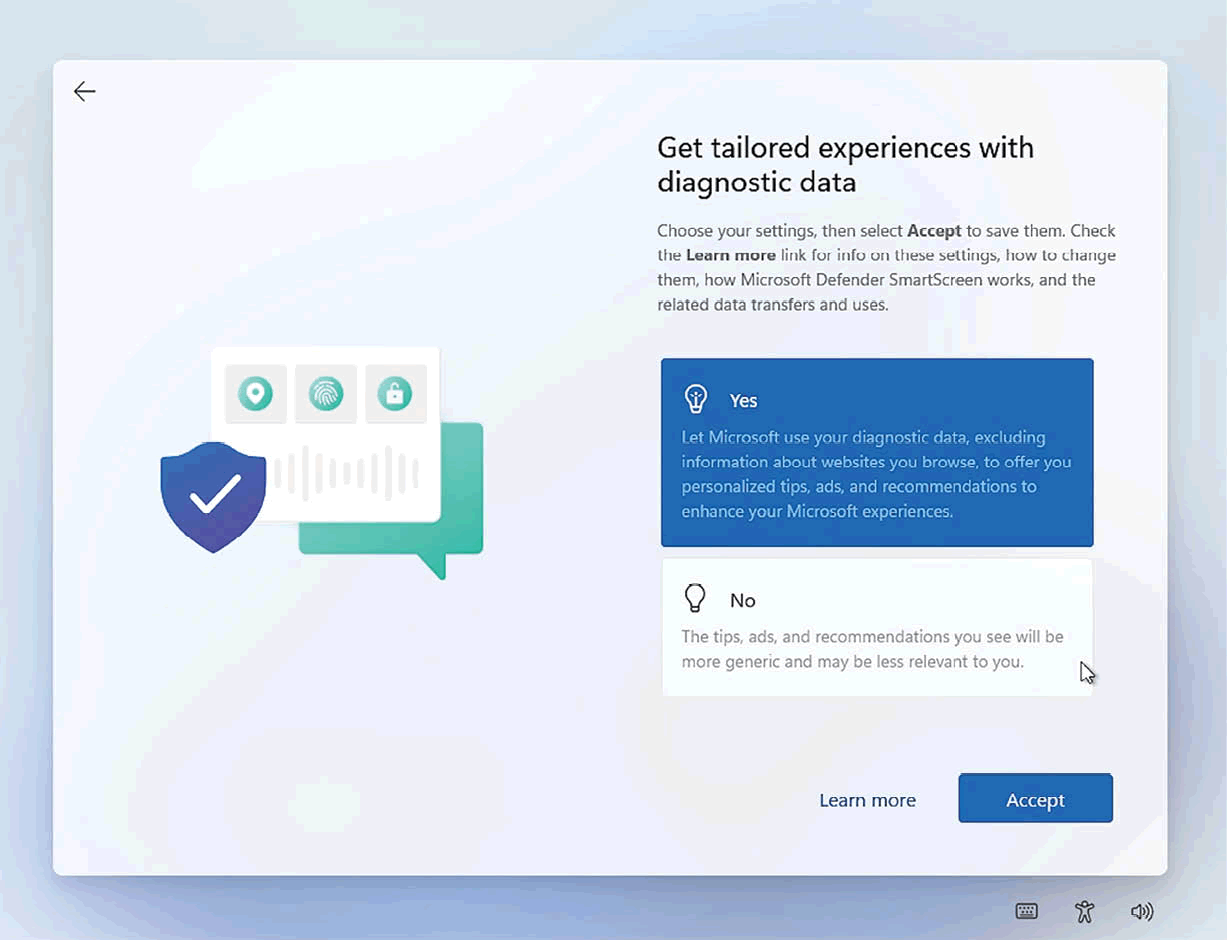 Get tailored experiences with
diagnostic data
Choose your settings, then select Accept to save them. Check
the Learn more link for info on these settings, how to change
them, how Microsoft Defender SmartScreen works, and the
related data transfers and uses.
Yes
Let Microsoft use your diagnostic data, excluding
information about websites you browse, to offer you
personalized tips, ads, and recommendations to
enhance your Microsoft experiences.
No
The tips, ads, and recommendations you see will be
more generic and may be less relevant to you.
Learn more
Accept